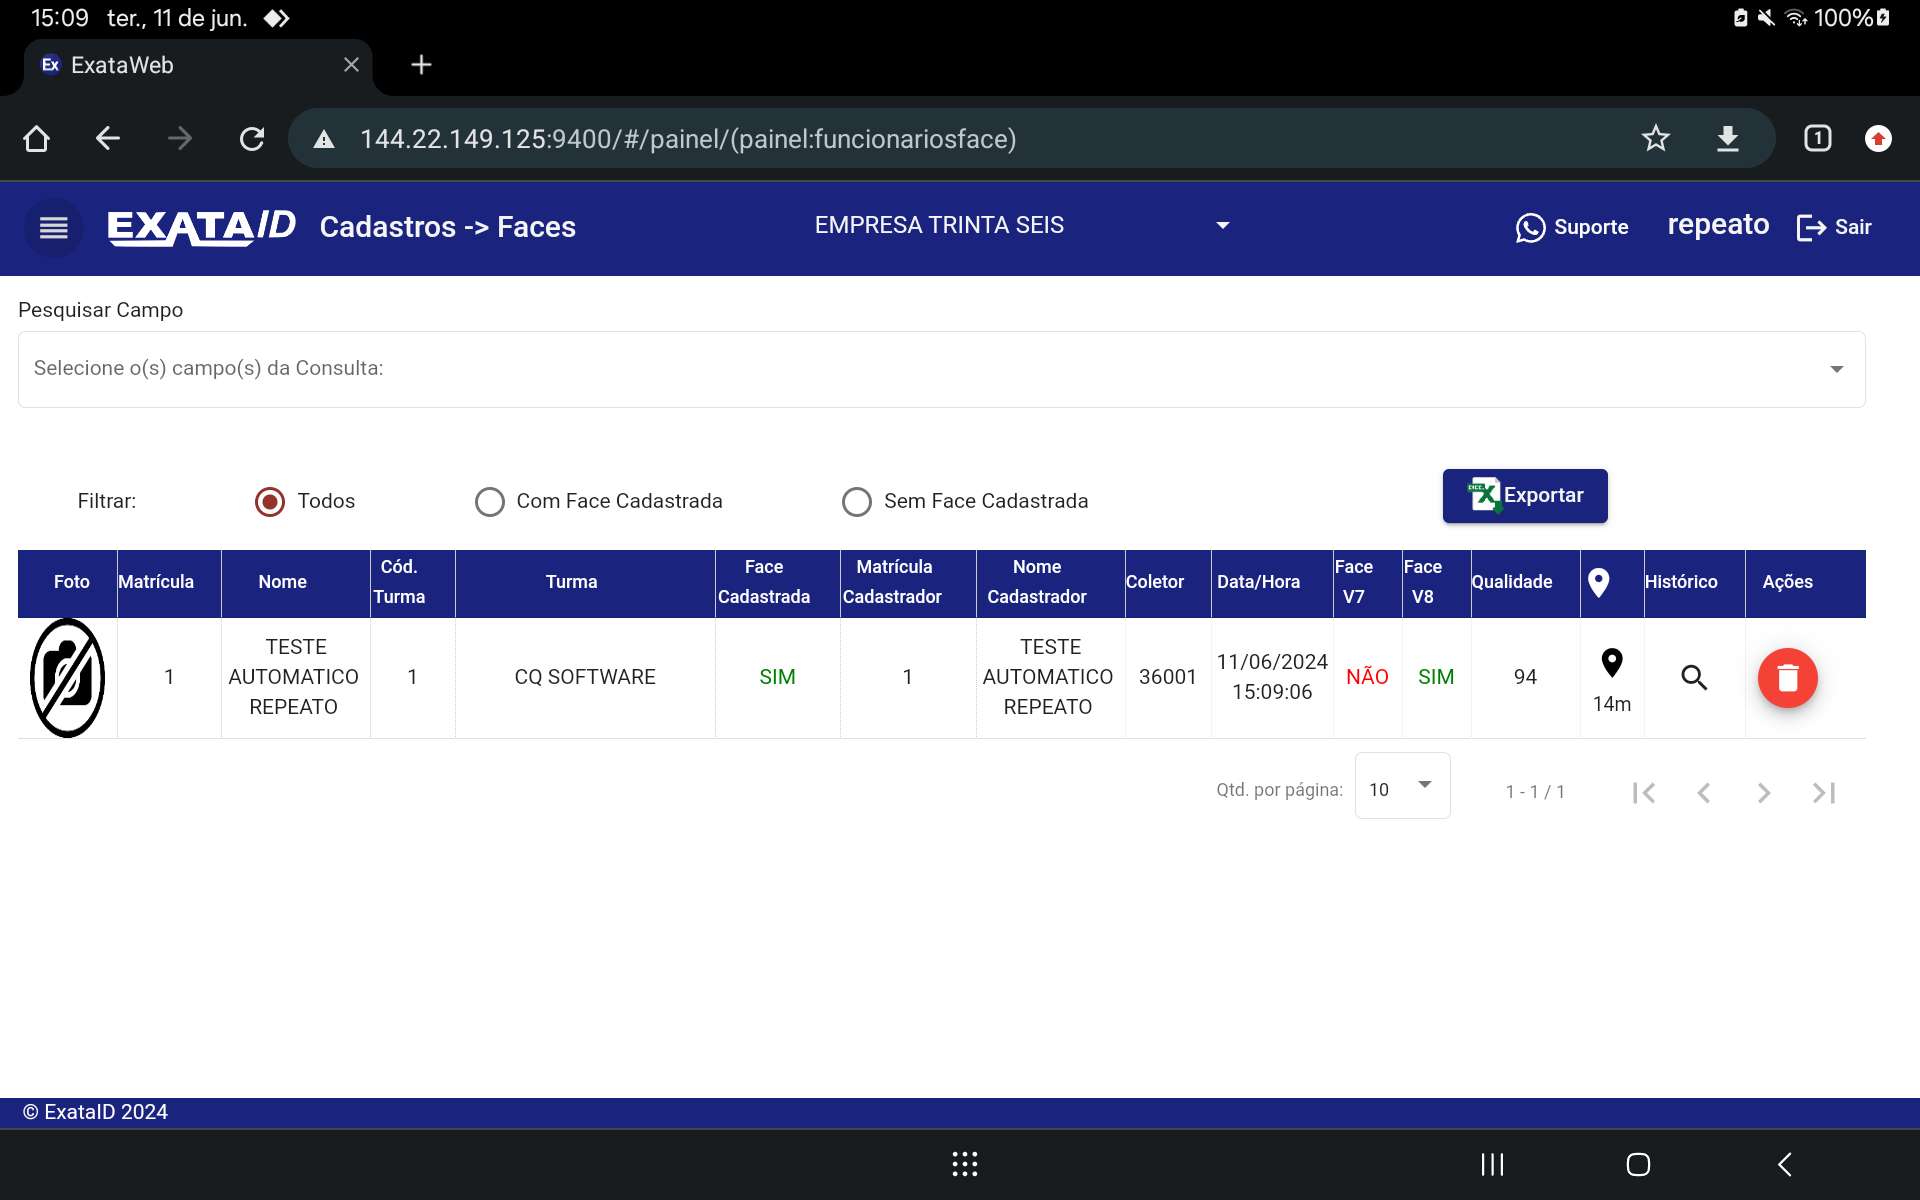 15:09 ter., 11 de jun. 100%
Ex ExataWeb
144.22.149.125:9400/#/painel/(painel:funcionariosface) 1
EXATAID Cadastros -> Faces EMPRESA TRINTA SEIS Suporte repeato Sair
Pesquisar Campo
Selecione o(s) campo(s) da Consulta:
Filtrar: Todos Com Face Cadastrada Sem Face Cadastrada Exportar
Foto Matrícula Nome Cód. Turma Turma Face Cadastrada Matrícula Cadastrador Nome Cadastrador Coletor Data/Hora Face V7 Face V8 Qualidade Histórico Ações
1 TESTE AUTOMATICO REPEATO 1 CQ SOFTWARE SIM 1 TESTE AUTOMATICO REPEATO 36001 11/06/2024 15:09:06 NÃO SIM 94 14m
Qtd. por página: 10 1 - 1 / 1
© ExataID 2024